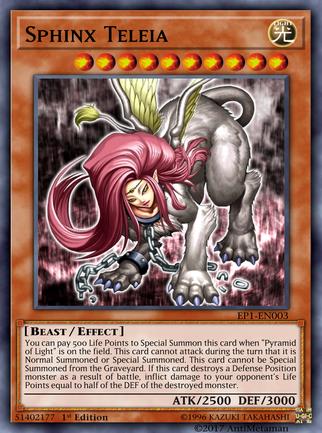 SPHINX TELEIA
LIGHT
光
EP1-EN003
[BEAST / EFFECT]
You can pay 500 Life Points to Special Summon this card when "Pyramid
of Light" is on the field. This card cannot attack during the turn that it is
Normal Summoned or Special Summoned. This card cannot be Special
Summoned from the Graveyard. If this card destroys a Defense Position
monster as a result of battle, inflict damage to your opponent's Life
Points equal to half of the DEF of the destroyed monster.
ATK/2500 DEF/3000
51402177 1st Edition ©1996 KAZUKI TAKAHASHI
©2017 AntiMetaman